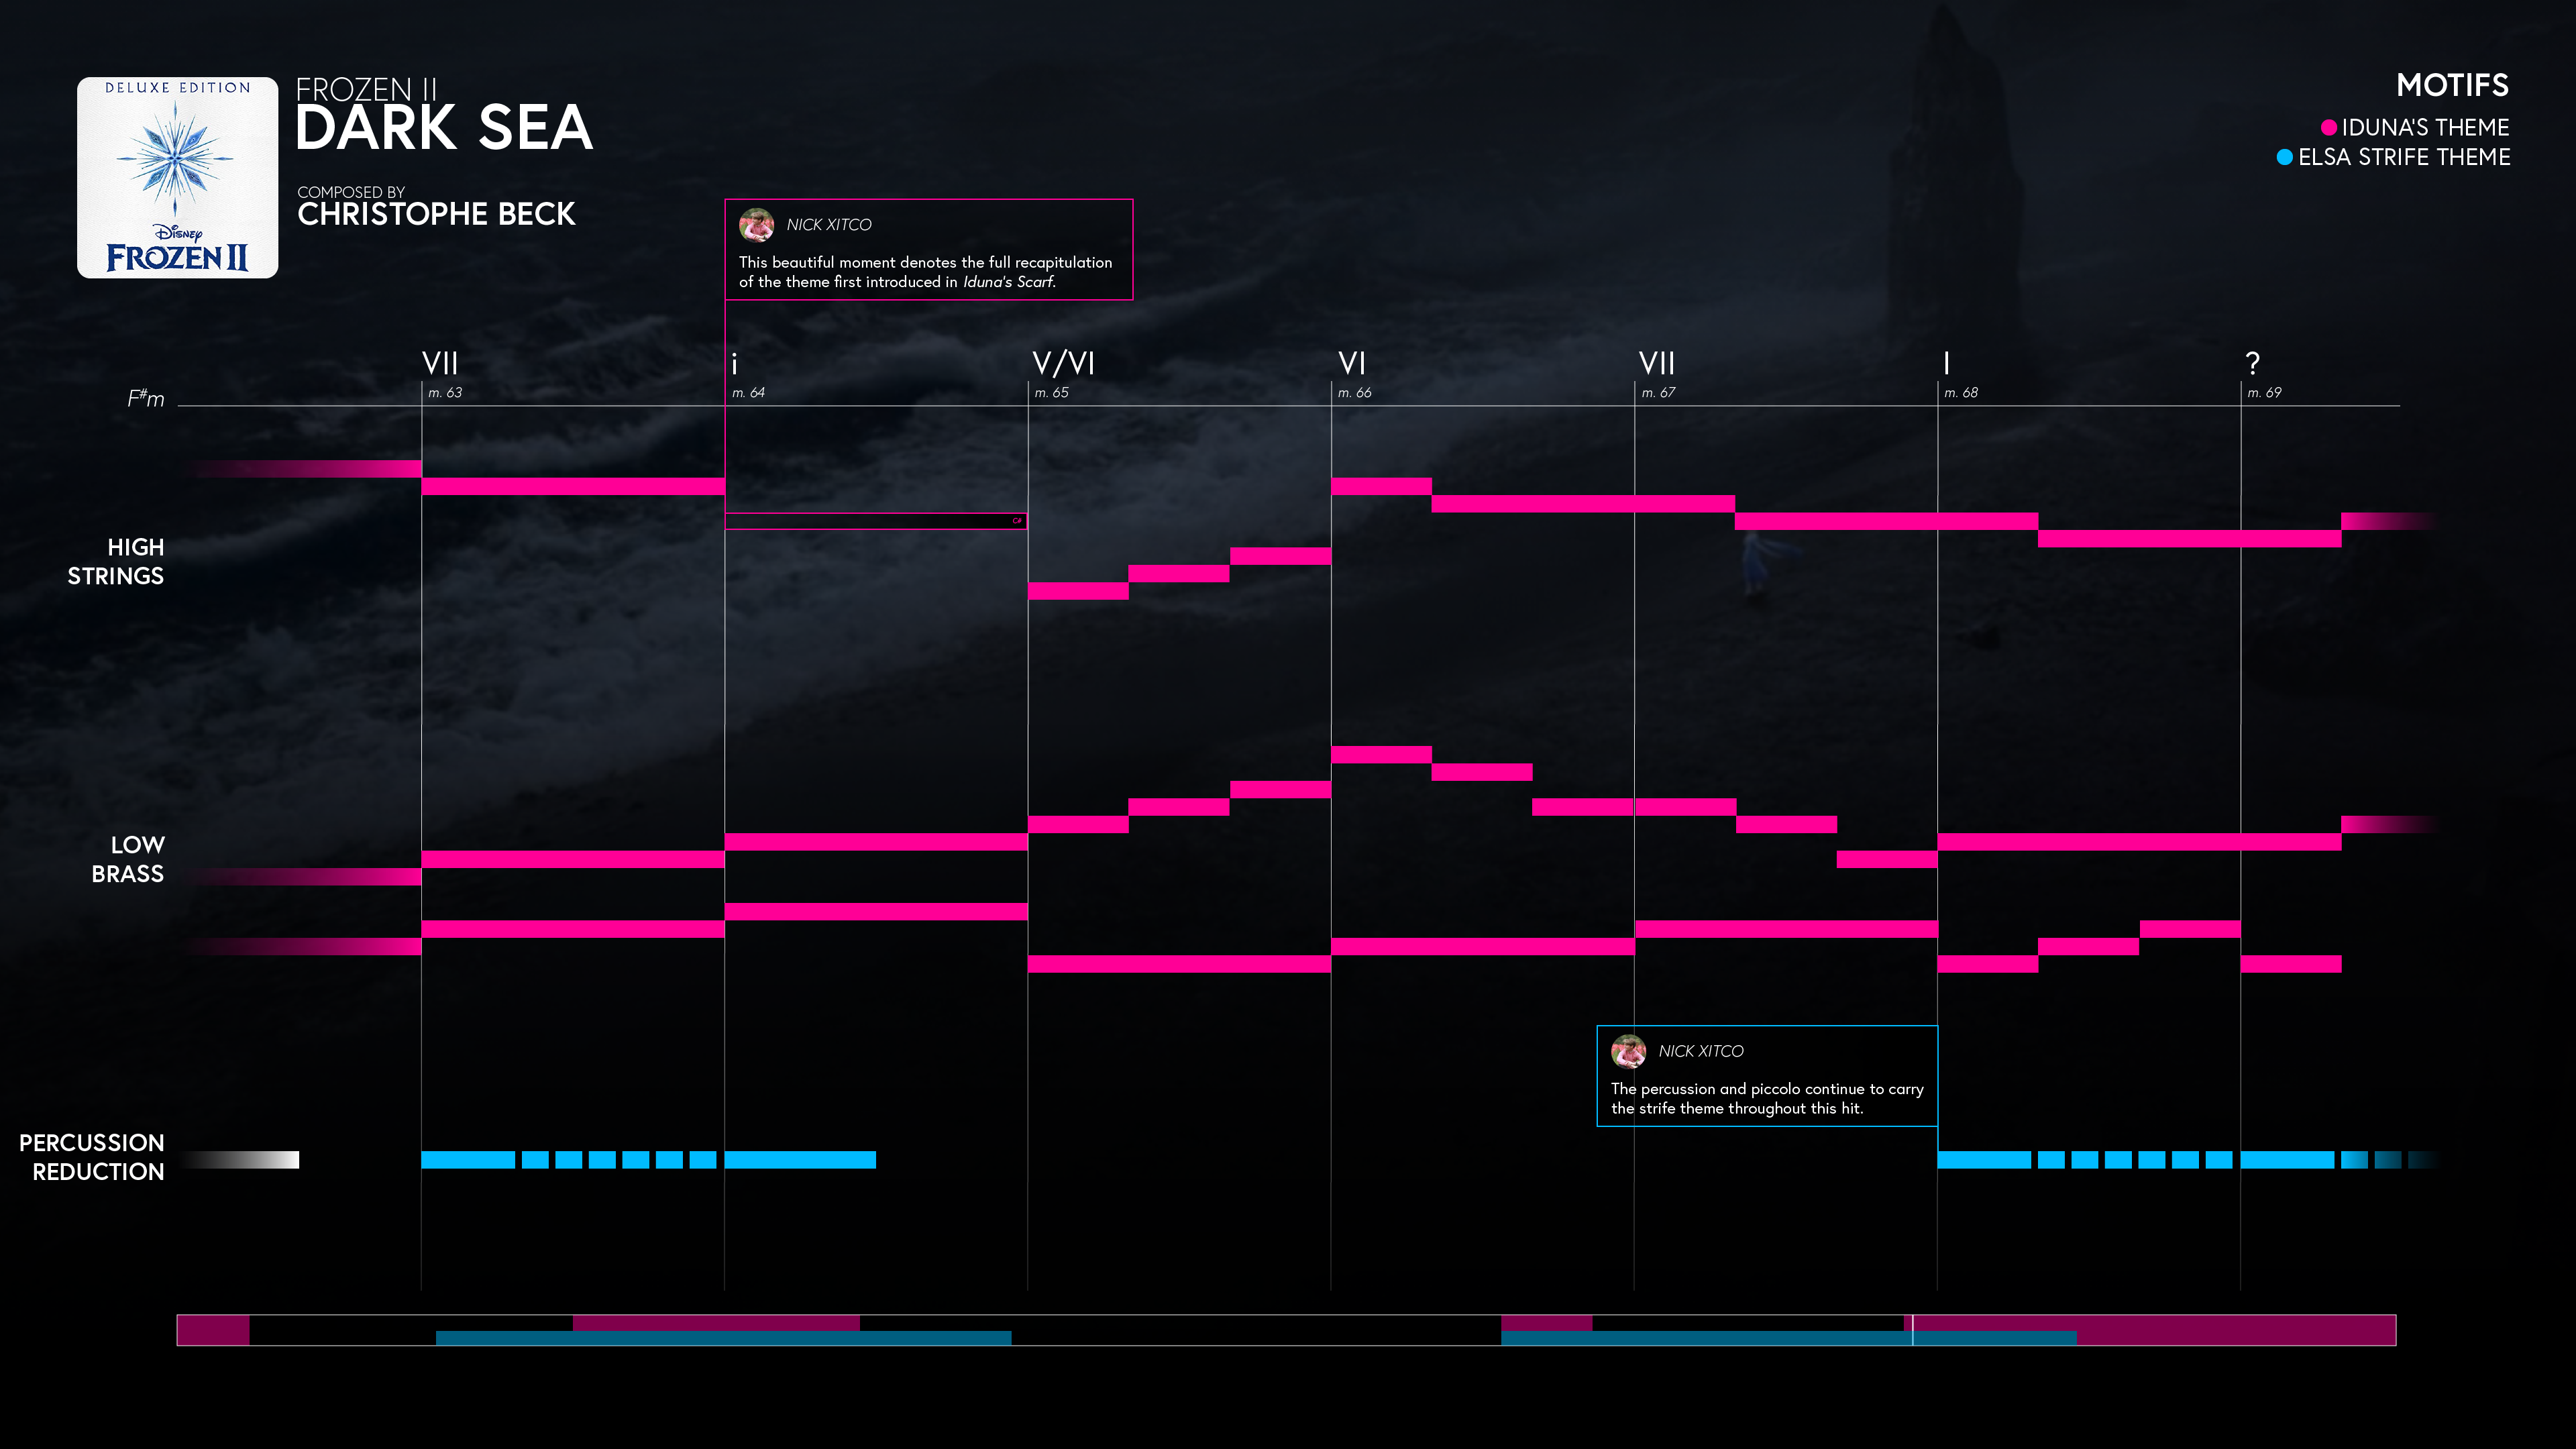 DELUXE EDITION
Disney
FROZEN II
FROZEN II
DARK SEA
COMPOSED BY
CHRISTOPHE BECK
MOTIFS
IDUNA'S THEME
ELSA STRIFE THEME
NICK XITCO
This beautiful moment denotes the full recapitulation
of the theme first introduced in Iduna's Scarf.
VII i V/VI VI VII I ?
F#m m. 63 m. 64 m. 65 m. 66 m. 67 m. 68 m. 69
C#
HIGH
STRINGS
LOW
BRASS
NICK XITCO
The percussion and piccolo continue to carry
the strife theme throughout this hit.
PERCUSSION
REDUCTION